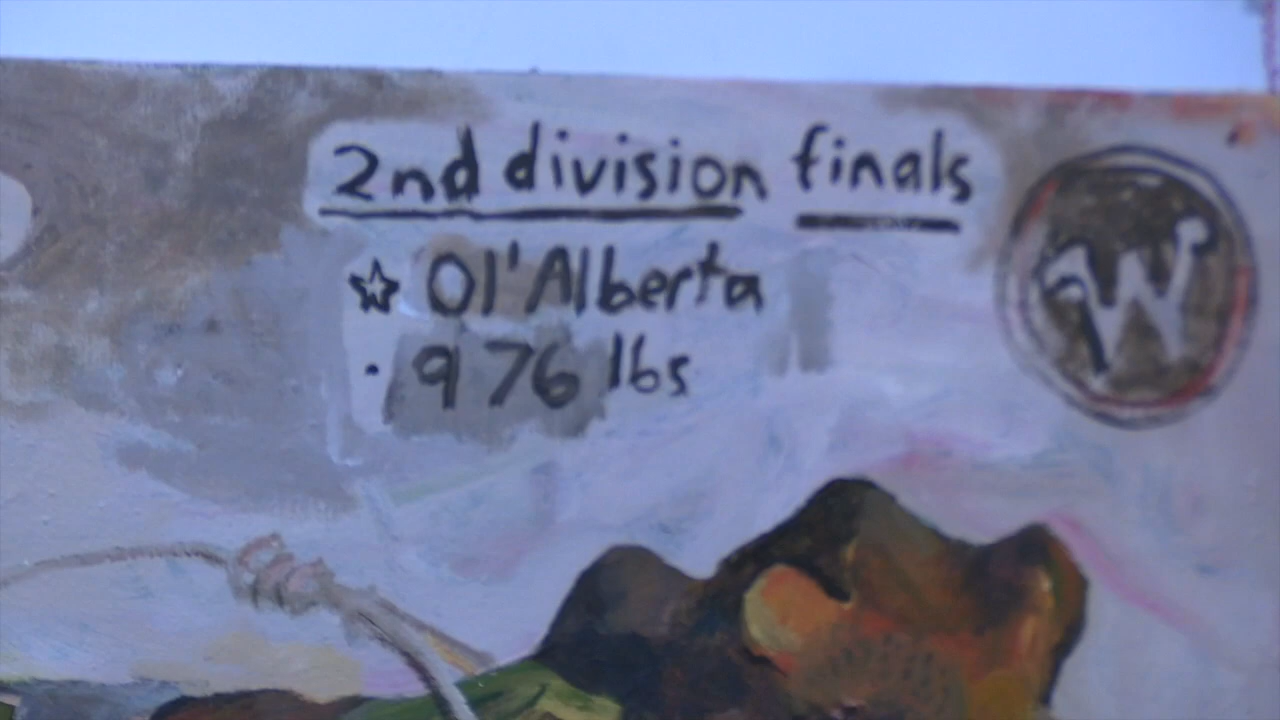 2nd division finals
☆ Ol' Alberta
· 976 lbs
W